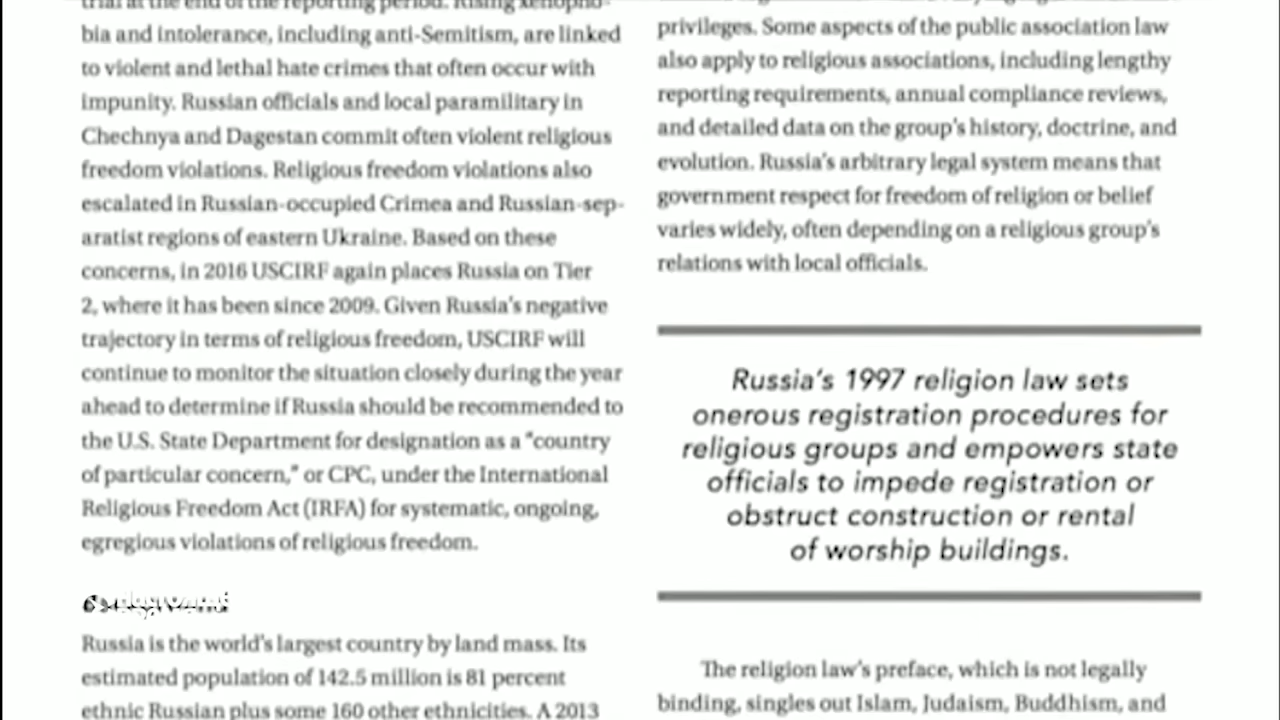 trial at the end of the reporting period. Rising xenopho-
bia and intolerance, including anti-Semitism, are linked
to violent and lethal hate crimes that often occur with
impunity. Russian officials and local paramilitary in
Chechnya and Dagestan commit often violent religious
freedom violations. Religious freedom violations also
escalated in Russian-occupied Crimea and Russian-sep-
aratist regions of eastern Ukraine. Based on these
concerns, in 2016 USCIRF again places Russia on Tier
2, where it has been since 2009. Given Russia's negative
trajectory in terms of religious freedom, USCIRF will
continue to monitor the situation closely during the year
ahead to determine if Russia should be recommended to
the U.S. State Department for designation as a "country
of particular concern," or CPC, under the International
Religious Freedom Act (IRFA) for systematic, ongoing,
egregious violations of religious freedom.
Russia is the world's largest country by land mass. Its
estimated population of 142.5 million is 81 percent
ethnic Russian plus some 160 other ethnicities. A 2013
privileges. Some aspects of the public association law
also apply to religious associations, including lengthy
reporting requirements, annual compliance reviews,
and detailed data on the group's history, doctrine, and
evolution. Russia's arbitrary legal system means that
government respect for freedom of religion or belief
varies widely, often depending on a religious group's
relations with local officials.
Russia's 1997 religion law sets
onerous registration procedures for
religious groups and empowers state
officials to impede registration or
obstruct construction or rental
of worship buildings.
The religion law's preface, which is not legally
binding, singles out Islam, Judaism, Buddhism, and